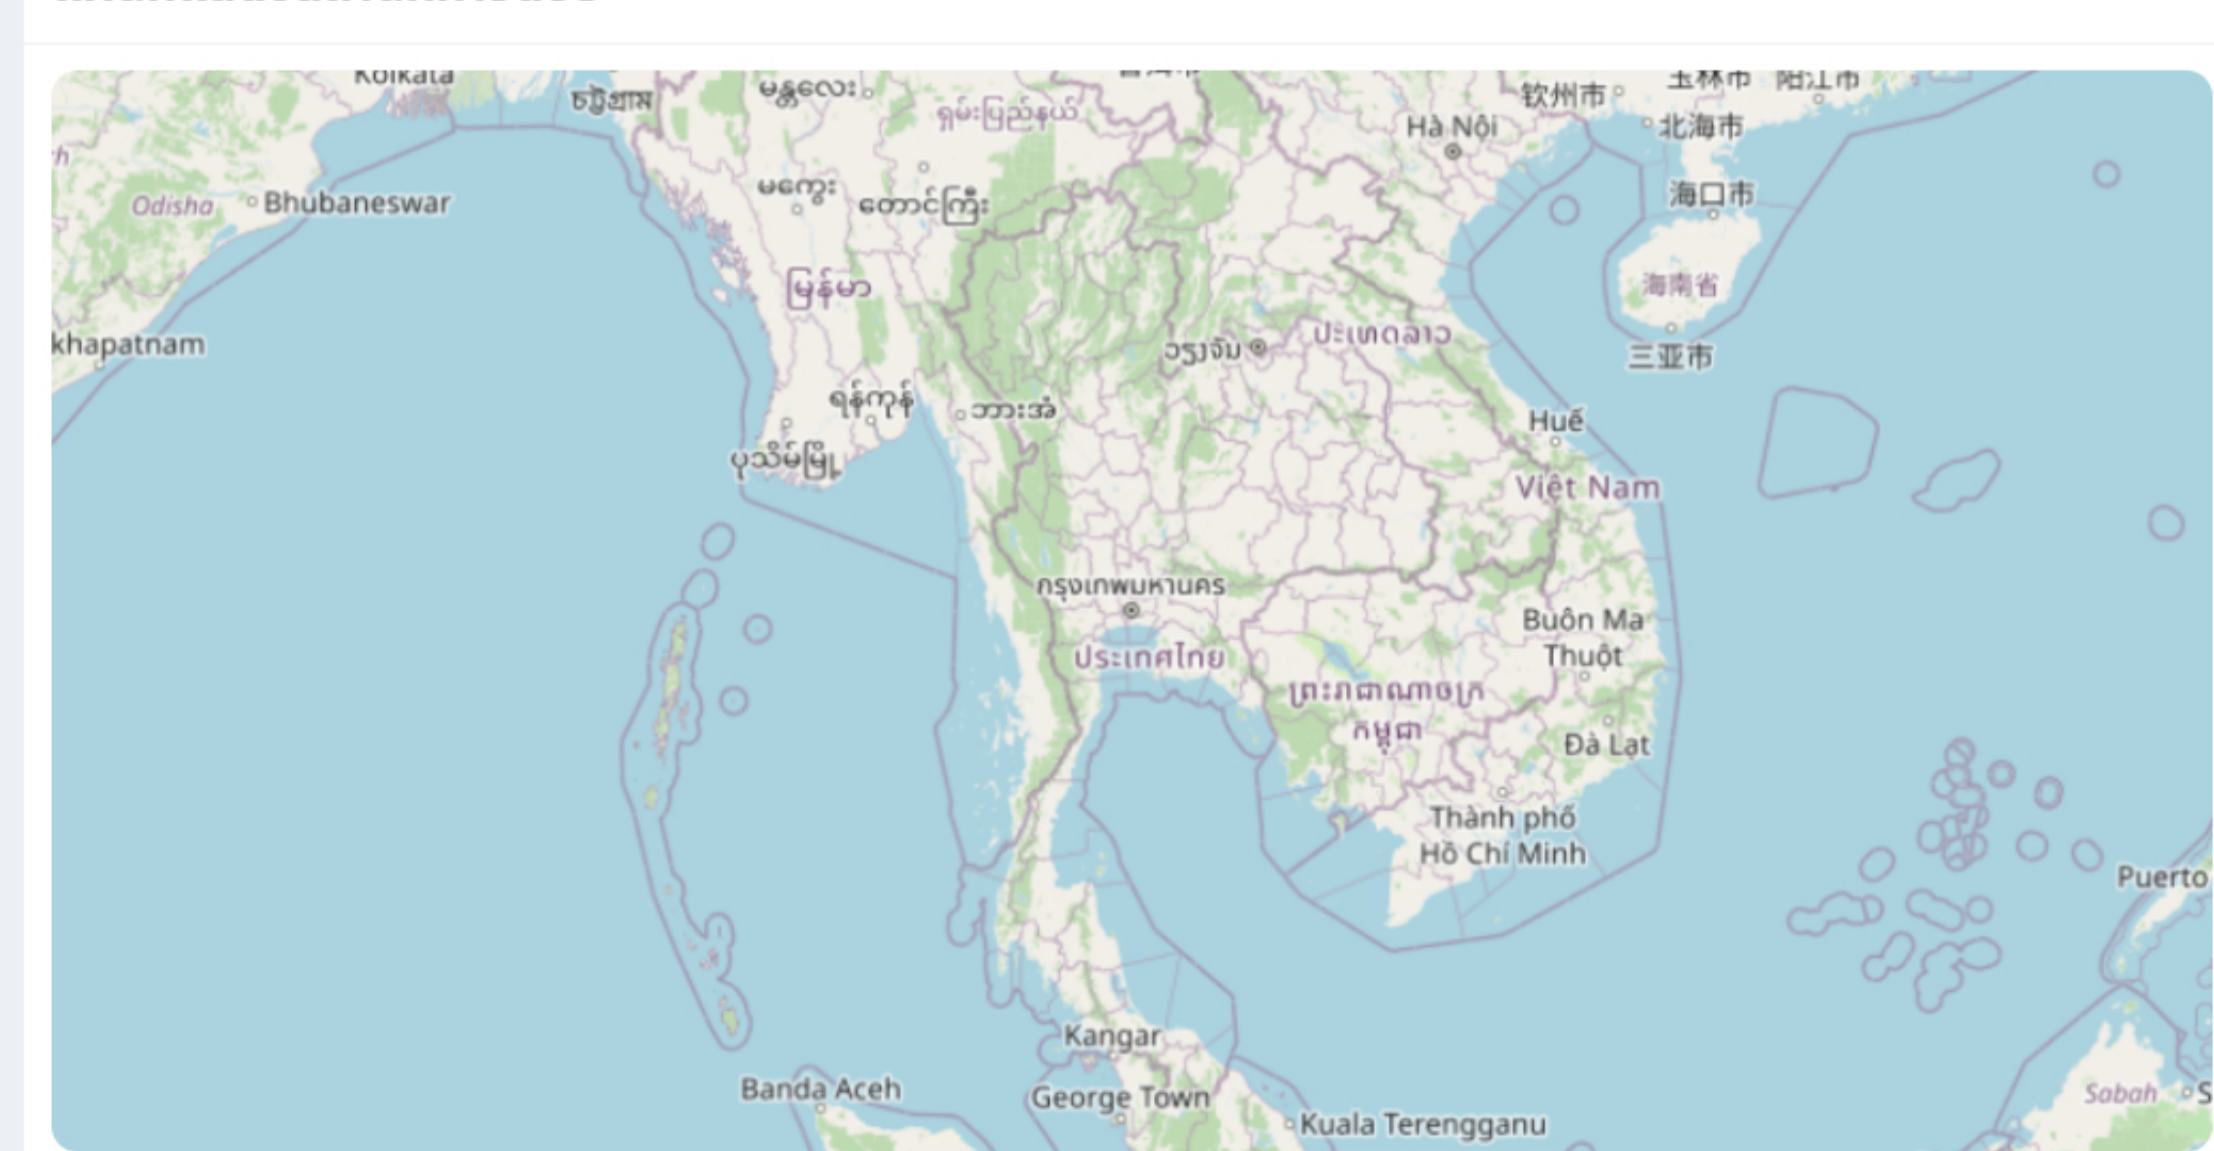 Kolkata
চট্টগ্রাম
မန္တလေး
ရှမ်းပြည်နယ်
钦州市
玉林市
阳江市
Hà Nội
北海市
Odisha
Bhubaneswar
မကွေး
တောင်ကြီး
海口市
မြန်မာ
海南省
khapatnam
ວຽງຈັນ
ປະເທດລາວ
三亚市
ရန်ကုန်
ဘားအံ
Huế
ပုသိမ်မြို့
Việt Nam
กรุงเทพมหานคร
Buôn Ma
Thuột
ประเทศไทย
ព្រះរាជាណាចក្រ
កម្ពុជា
Đà Lạt
Thành phố
Hồ Chí Minh
Puerto
Kangar
Banda Aceh
George Town
Kuala Terengganu
Sabah
S